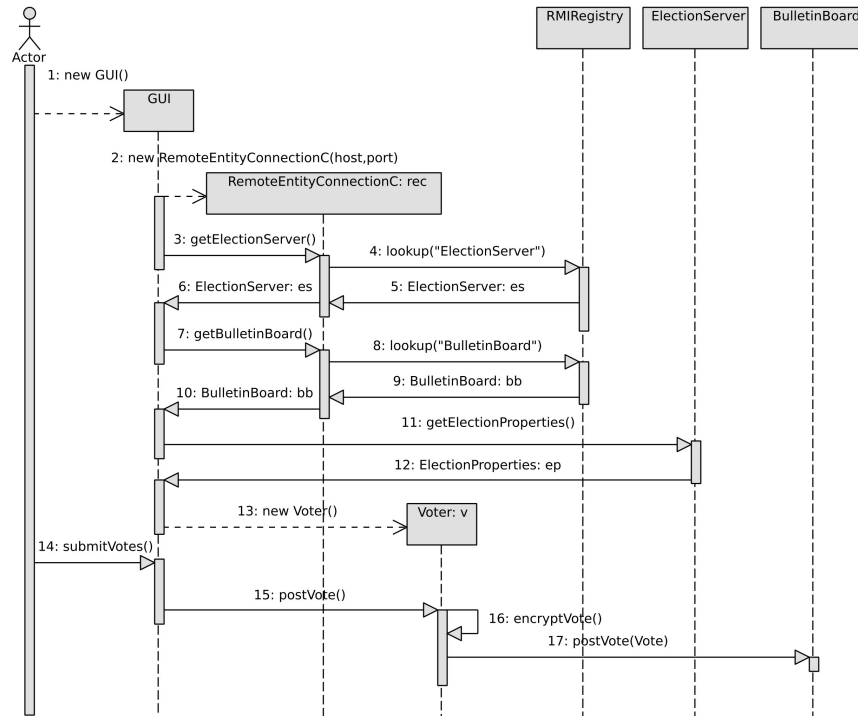 Actor
RMIRegistry
ElectionServer
BulletinBoard
1: new GUI()
GUI
2: new RemoteEntityConnectionC(host,port)
RemoteEntityConnectionC: rec
3: getElectionServer()
4: lookup("ElectionServer")
6: ElectionServer: es
5: ElectionServer: es
7: getBulletinBoard()
8: lookup("BulletinBoard")
9: BulletinBoard: bb
10: BulletinBoard: bb
11: getElectionProperties()
12: ElectionProperties: ep
13: new Voter()
Voter: v
14: submitVotes()
15: postVote()
16: encryptVote()
17: postVote(Vote)